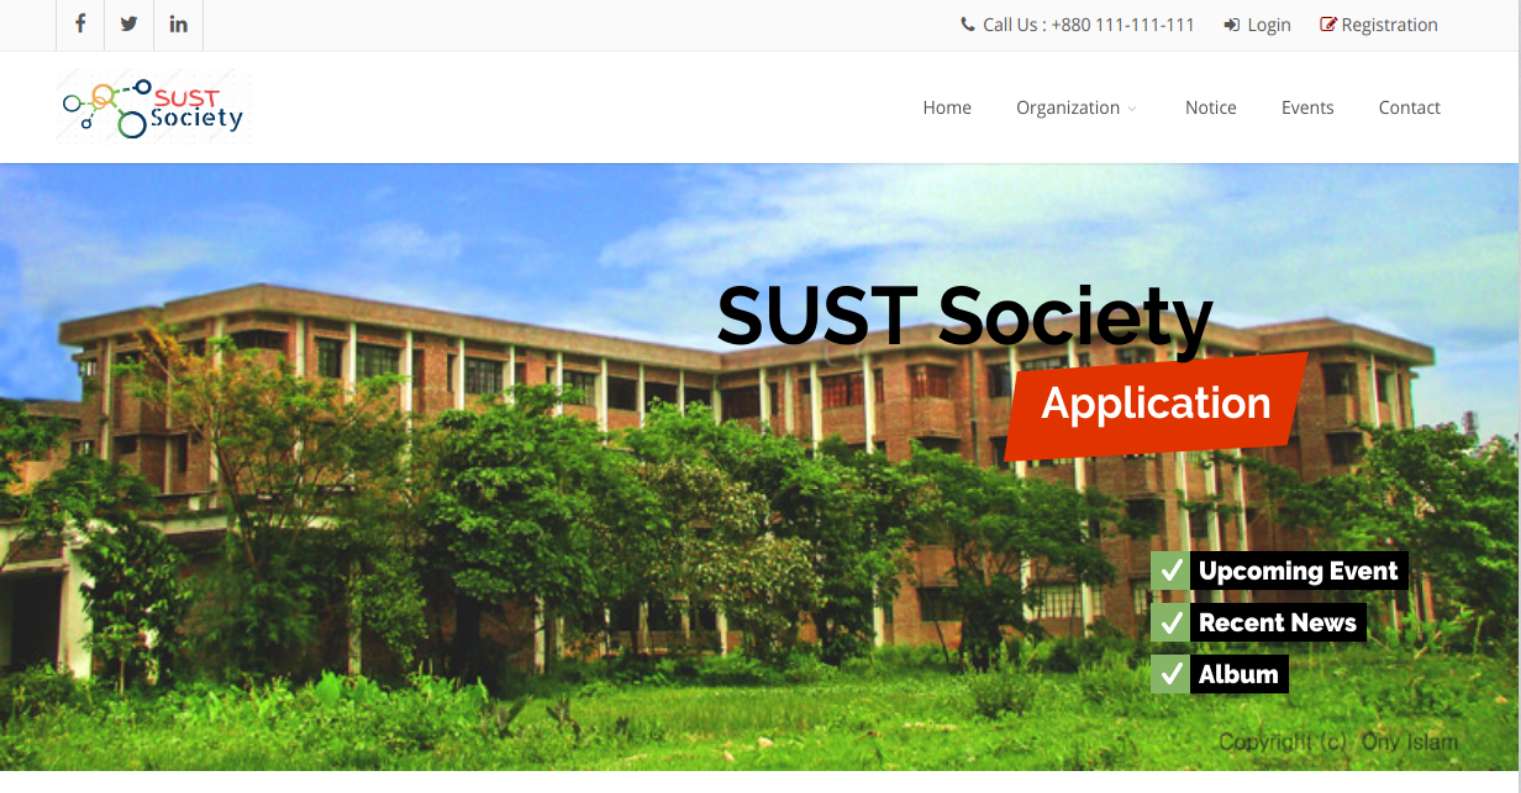 Call Us : +880 111-111-111 Login Registration
SUST
Society
Home Organization Notice Events Contact
SUST Society
Application
Upcoming Event
Recent News
Album
Copyright (c) Ony Islam